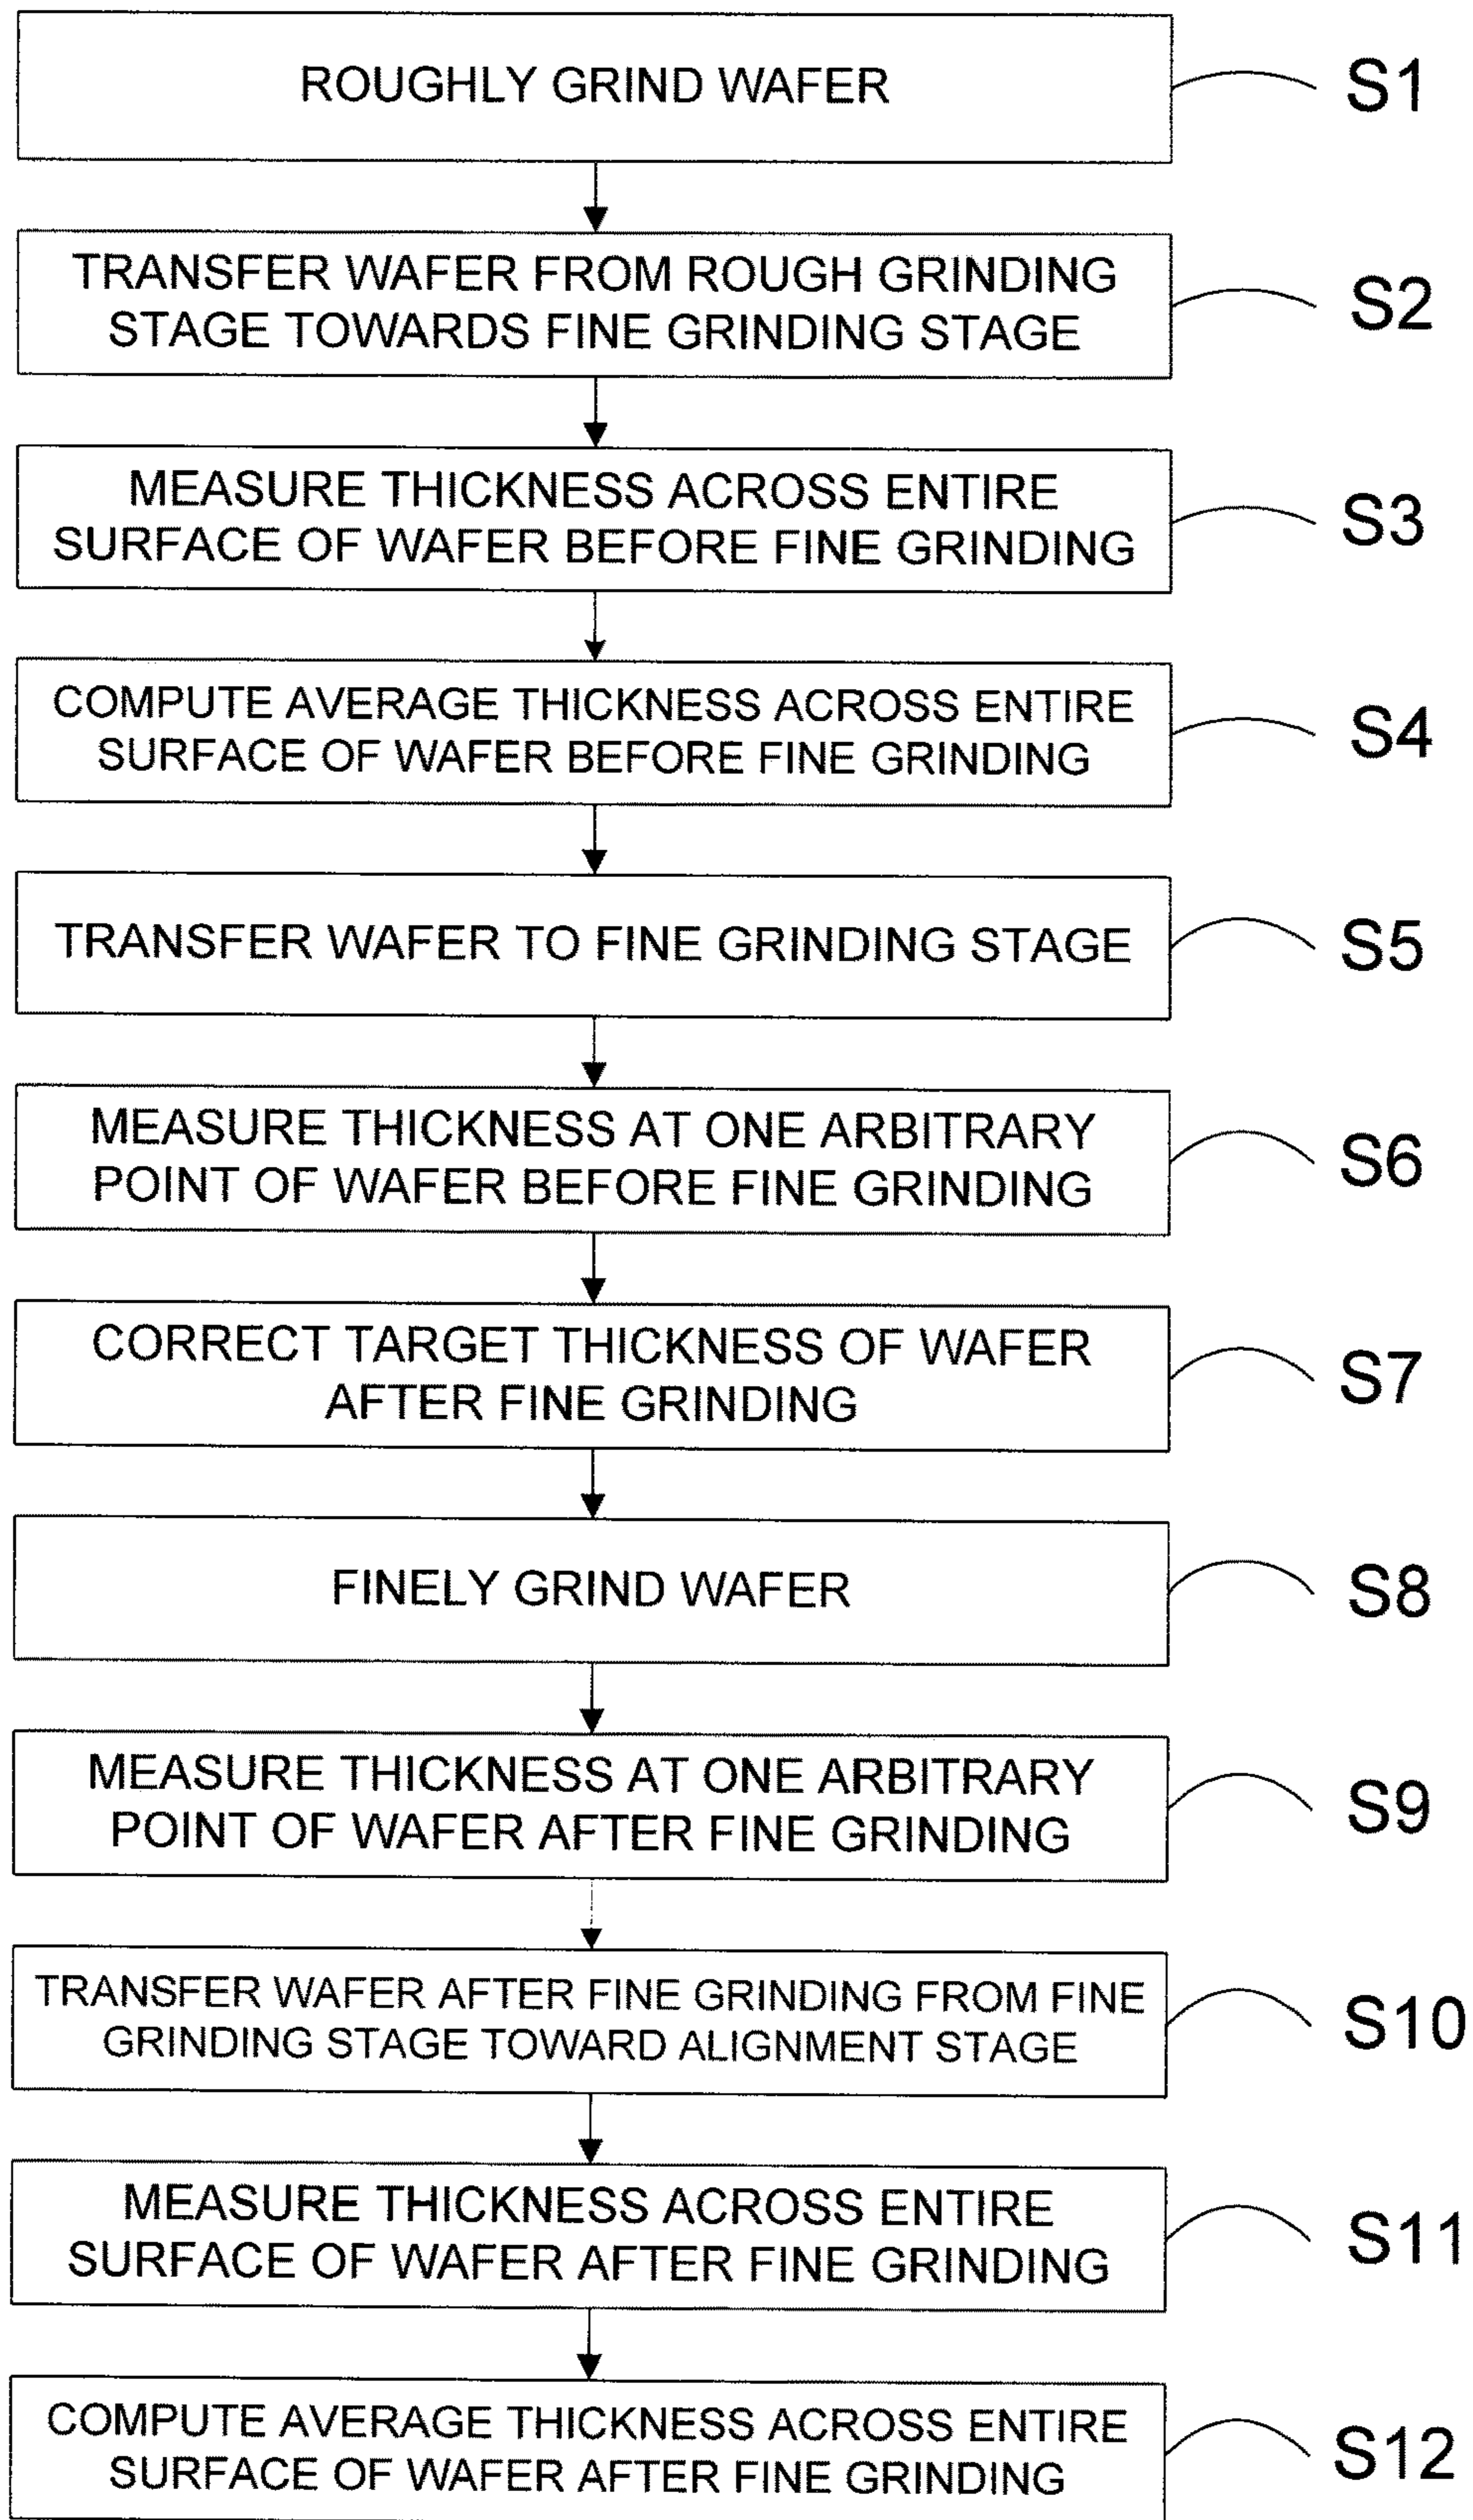 ROUGHLY GRIND WAFER
S1
TRANSFER WAFER FROM ROUGH GRINDING
STAGE TOWARDS FINE GRINDING STAGE
S2
MEASURE THICKNESS ACROSS ENTIRE
SURFACE OF WAFER BEFORE FINE GRINDING
S3
COMPUTE AVERAGE THICKNESS ACROSS ENTIRE
SURFACE OF WAFER BEFORE FINE GRINDING
S4
TRANSFER WAFER TO FINE GRINDING STAGE
S5
MEASURE THICKNESS AT ONE ARBITRARY
POINT OF WAFER BEFORE FINE GRINDING
S6
CORRECT TARGET THICKNESS OF WAFER
AFTER FINE GRINDING
S7
FINELY GRIND WAFER
S8
MEASURE THICKNESS AT ONE ARBITRARY
POINT OF WAFER AFTER FINE GRINDING
S9
TRANSFER WAFER AFTER FINE GRINDING FROM FINE
GRINDING STAGE TOWARD ALIGNMENT STAGE
S10
MEASURE THICKNESS ACROSS ENTIRE
SURFACE OF WAFER AFTER FINE GRINDING
S11
COMPUTE AVERAGE THICKNESS ACROSS ENTIRE
SURFACE OF WAFER AFTER FINE GRINDING
S12